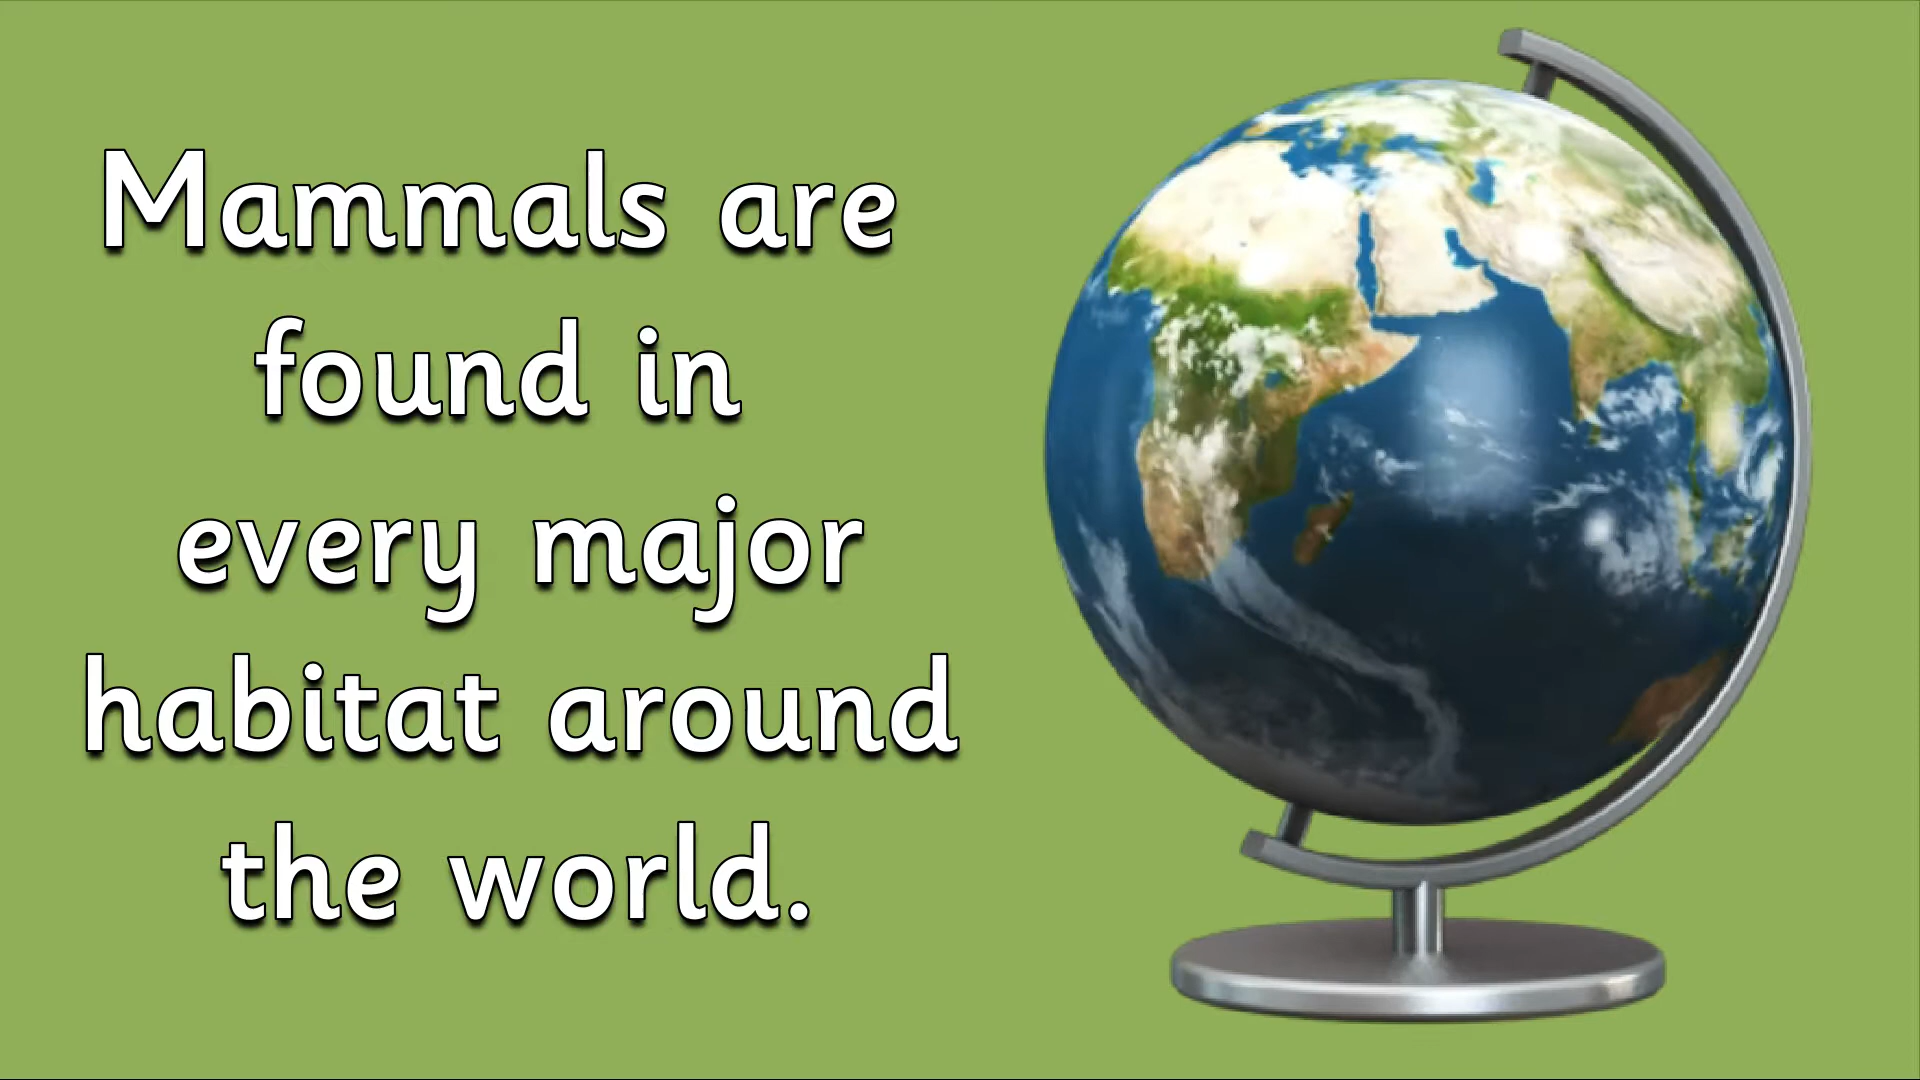 Mammals are
found in
every major
habitat around
the world.